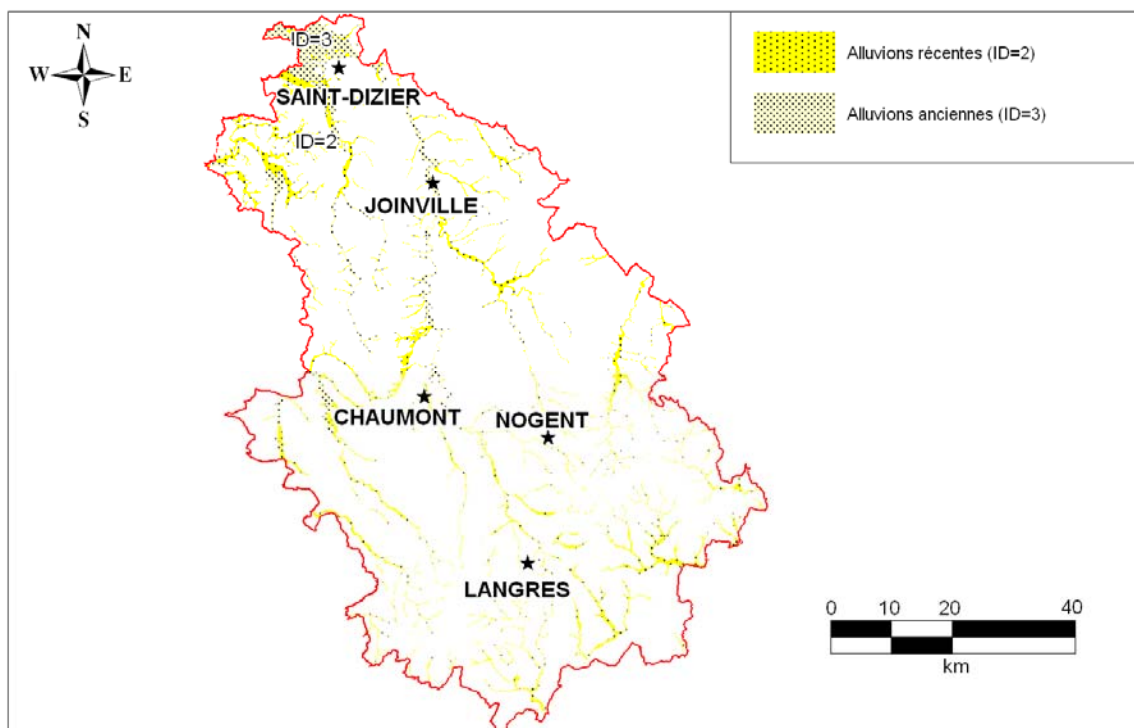 N
W E
S
ID=3
SAINT-DIZIER
ID=2
JOINVILLE
CHAUMONT
NOGENT
LANGRES
Alluvions récentes (ID=2)
Alluvions anciennes (ID=3)
0 10 20 40
km